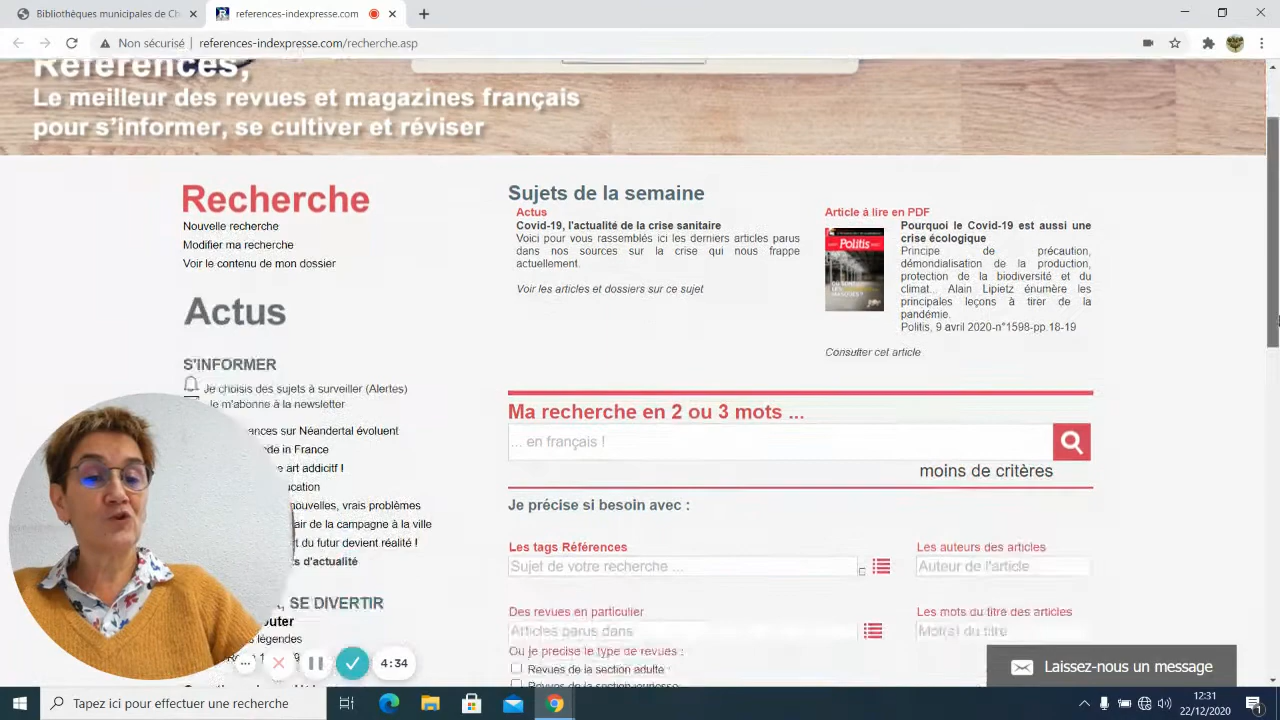 Bibliothèques municipales de Ch
references-indexpresse.com
Non sécurisé
references-indexpresse.com/recherche.asp
Références,
Le meilleur des revues et magazines français
pour s'informer, se cultiver et réviser
Recherche
Nouvelle recherche
Modifier ma recherche
Voir le contenu de mon dossier
Actus
S'INFORMER
Je choisis des sujets à surveiller (Alertes)
Je m'abonne à la newsletter
ances sur Néandertal évoluent
de in France
e art addicitf !
ucation
nouvelles, vrais problèmes
air de la campagne à la ville
t du futur devient réalité !
s d'actualité
, SE DIVERTIR
outer
légendes
Sujets de la semaine
Actus
Covid-19, l'actualité de la crise sanitaire
Voici pour vous rassemblés ici les derniers articles parus
dans nos sources sur la crise qui nous frappe
actuellement.
Voir les articles et dossiers sur ce sujet
Article à lire en PDF
Politis
Pourquoi le Covid-19 est aussi une
crise écologique
Principe de précaution,
démondialisation de la production,
protection de la biodiversité et du
climat... Alain Lipietz énumère les
principales leçons à tirer de la
pandémie.
Politis, 9 avril 2020-n°1598-pp.18-19
Consulter cet article
Ma recherche en 2 ou 3 mots ...
... en français !
moins de critères
Je précise si besoin avec :
Les tags Références
Sujet de votre recherche ...
Les auteurs des articles
Auteur de l'article
Des revues en particulier
Articles parus dans
Les mots du titre des articles
Mot(s) du titre
Ou je précise le type de revues :
Revues de la section adulte
Revues de la section jeunesse
Laissez-nous un message
4:34
Tapez ici pour effectuer une recherche
12:31
22/12/2020
1